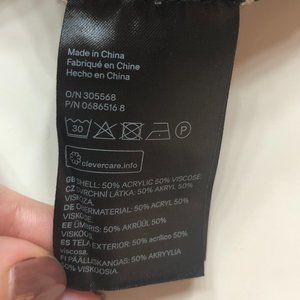 Made in China
Fabriqué en Chine
Hecho en China
O/N 305568
P/N 0686516 8
30
P
clevercare.info
GB SHELL: 50% ACRYLIC 50% VISCOSE.
CZ VRCHNÍ LÁTKA: 50% AKRYL 50%
VISKÓZA.
DE OBERMATERIAL: 50% ACRYL 50%
VISKOSE.
EE ÜMBRIS: 50% AKRÜÜL 50%
VISKOOS.
ES TELA EXTERIOR: 50% acrílico 50%
viscosa.
FI PÄÄLLISKANGAS: 50% AKRYYLIA
50% VISKOOSIA